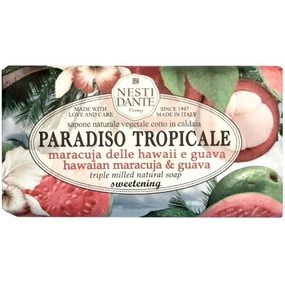 NESTI
DANTE
Firenze
MADE WITH
LOVE AND CARE
SINCE 1947
MADE IN ITALY
sapone naturale vegetale cotto in caldaia
PARADISO TROPICALE
maracuja delle hawaii e guava
hawaiian maracuja & guava
triple milled natural soap
sweetening